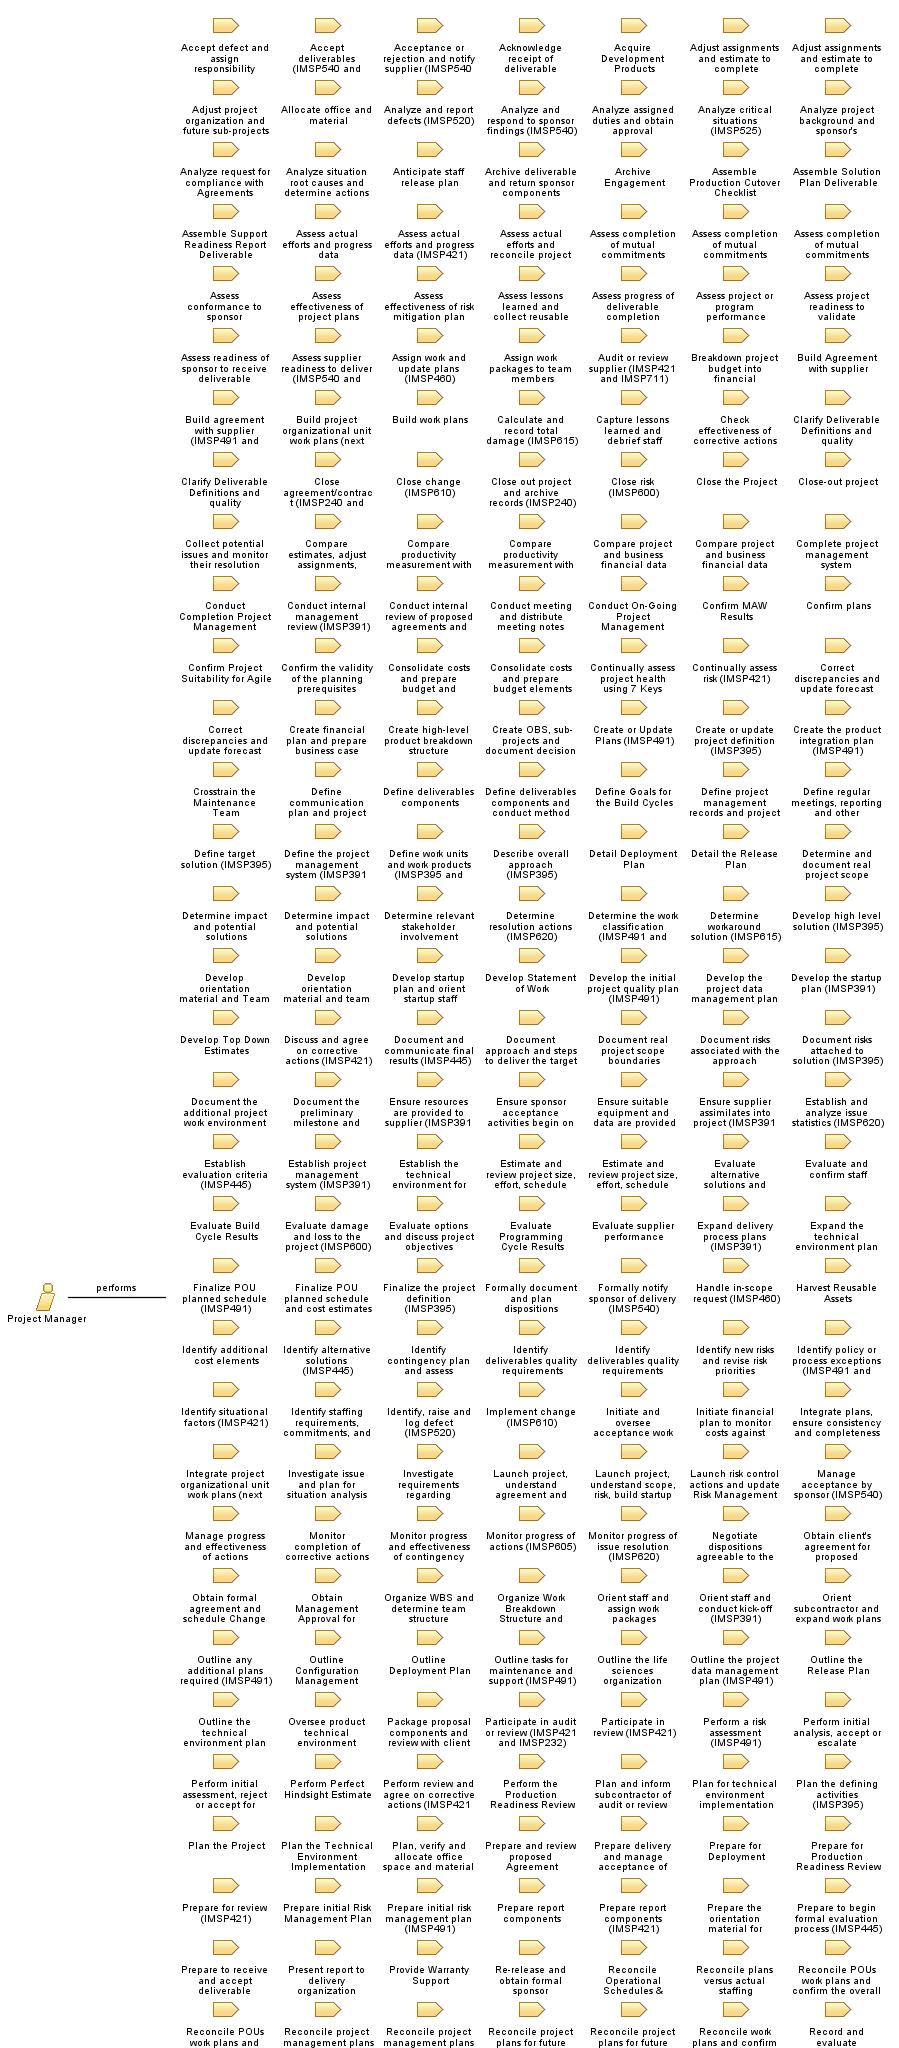 Accept defect and
assign
responsibility
Accept
deliverables
(IMSP540 and
Acceptance or
rejection and notify
supplier (IMSP540
Acknowledge
receipt of
deliverable
Acquire
Development
Products
Adjust assignments
and estimate to
complete
Adjust assignments
and estimate to
complete
Adjust project
organization and
future sub-projects
Allocate office and
material
Analyze and report
defects (IMSP520)
Analyze and
respond to sponsor
findings (IMSP540)
Analyze assigned
duties and obtain
approval
Analyze critical
situations
(IMSP525)
Analyze project
background and
sponsor's
Analyze request for
compliance with
Agreements
Analyze situation
root causes and
determine actions
Anticipate staff
release plan
Archive deliverable
and return sponsor
components
Archive
Engagement
Assemble
Production Cutover
Checklist
Assemble Solution
Plan Deliverable
Assemble Support
Readiness Report
Deliverable
Assess actual
efforts and progress
data
Assess actual
efforts and progress
data (IMSP421)
Assess actual
efforts and
reconcile project
Assess completion
of mutual
commitments
Assess completion
of mutual
commitments
Assess completion
of mutual
commitments
Assess
conformance to
sponsor
Assess
effectiveness of
project plans
Assess
effectiveness of risk
mitigation plan
Assess lessons
learned and
collect reusable
Assess progress of
deliverable
completion
Assess project or
program
performance
Assess project
readiness to
validate
Assess readiness of
sponsor to receive
deliverable
Assess supplier
readiness to deliver
(IMSP540 and
Assign work and
update plans
(IMSP460)
Assign work
packages to team
members
Audit or review
supplier (IMSP421
and IMSP711)
Breakdown project
budget into
financial
Build Agreement
with supplier
Build agreement
with supplier
(IMSP491 and
Build project
organizational unit
work plans (next
Build work plans
Calculate and
record total
damage (IMSP615)
Capture lessons
learned and
debrief staff
Check
effectiveness of
corrective actions
Clarify Deliverable
Definitions and
quality
Clarify Deliverable
Definitions and
quality
Close
agreement/contrac
t (IMSP240 and
Close change
(IMSP610)
Close out project
and archive
records (IMSP240)
Close risk
(IMSP600)
Close the Project
Close-out project
Collect potential
issues and monitor
their resolution
Compare
estimates, adjust
assignments,
Compare
productivity
measurement with
Compare
productivity
measurement with
Compare project
and business
financial data
Compare project
and business
financial data
Complete project
management
system
Conduct
Completion Project
Management
Conduct internal
management
review (IMSP391)
Conduct internal
review of proposed
agreements and
Conduct meeting
and distribute
meeting notes
Conduct On-Going
Project
Management
Confirm MAW
Results
Confirm plans
Confirm Project
Suitability for Agile
Confirm the validity
of the planning
prerequisites
Consolidate costs
and prepare
budget and
Consolidate costs
and prepare
budget elements
Continually assess
project health
using 7 Keys
Continually assess
risk (IMSP421)
Correct
discrepancies and
update forecast
Correct
discrepancies and
update forecast
Create financial
plan and prepare
business case
Create high-level
product breakdown
structure
Create OBS, sub-
projects and
document decision
Create or Update
Plans (IMSP491)
Create or update
project definition
(IMSP395)
Create the product
integration plan
(IMSP491)
Crosstrain the
Maintenance
Team
Define
communication
plan and project
Define deliverables
components
Define deliverables
components and
conduct method
Define Goals for
the Build Cycles
Define project
management
records and project
Define regular
meetings, reporting
and other
Define target
solution (IMSP395)
Define the project
management
system (IMSP391
Define work units
and work products
(IMSP395 and
Describe overall
approach
(IMSP395)
Detail Deployment
Plan
Detail the Release
Plan
Determine and
document real
project scope
Determine impact
and potential
solutions
Determine impact
and potential
solutions
Determine relevant
stakeholder
involvement
Determine
resolution actions
(IMSP620)
Determine the work
classification
(IMSP491 and
Determine
workaround
solution (IMSP615)
Develop high level
solution (IMSP395)
Develop
orientation
material and Team
Develop
orientation
material and team
Develop startup
plan and orient
startup staff
Develop Statement
of Work
Develop the initial
project quality plan
(IMSP491)
Develop the
project data
management plan
Develop the startup
plan (IMSP391)
Develop Top Down
Estimates
Discuss and agree
on corrective
actions (IMSP421)
Document and
communicate final
results (IMSP445)
Document
approach and steps
to deliver the target
Document real
project scope
boundaries
Document risks
associated with the
approach
Document risks
attached to
solution (IMSP395)
Document the
additional project
work environment
Document the
preliminary
milestone and
Ensure resources
are provided to
supplier (IMSP391
Ensure sponsor
acceptance
activities begin on
Ensure suitable
equipment and
data are provided
Ensure supplier
assimilates into
project (IMSP391
Establish and
analyze issue
statistics (IMSP620)
Establish
evaluation criteria
(IMSP445)
Establish project
management
system (IMSP391)
Establish the
technical
environment for
Estimate and
review project size,
effort, schedule
Estimate and
review project size,
effort, schedule
Evaluate
alternative
solutions and
Evaluate and
confirm staff
Evaluate Build
Cycle Results
Evaluate damage
and loss to the
project (IMSP600)
Evaluate options
and discuss project
objectives
Evaluate
Programming
Cycle Results
Evaluate supplier
performance
Expand delivery
process plans
(IMSP391)
Expand the
technical
environment plan
Project Manager
performs
Finalize POU
planned schedule
(IMSP491)
Finalize POU
planned schedule
and cost estimates
Finalize the project
definition
(IMSP395)
Formally document
and plan
dispositions
Formally notify
sponsor of delivery
(IMSP540)
Handle in-scope
request (IMSP460)
Harvest Reusable
Assets
Identify additional
cost elements
Identify alternative
solutions
(IMSP445)
Identify
contingency plan
and assess
Identify
deliverables quality
requirements
Identify
deliverables quality
requirements
Identify new risks
and revise risk
priorities
Identify policy or
process exceptions
(IMSP491 and
Identify situational
factors (IMSP421)
Identify staffing
requirements,
commitments, and
Identify, raise and
log defect
(IMSP520)
Implement change
(IMSP610)
Initiate and
oversee
acceptance work
Initiate financial
plan to monitor
costs against
Integrate plans,
ensure consistency
and completeness
Integrate project
organizational unit
work plans (next
Investigate issue
and plan for
situation analysis
Investigate
requirements
regarding
Launch project,
understand
agreement and
Launch project,
understand scope,
risk, build startup
Launch risk control
actions and update
Risk Management
Manage
acceptance by
sponsor (IMSP540)
Manage progress
and effectiveness
of actions
Monitor
completion of
corrective actions
Monitor progress
and effectiveness
of contingency
Monitor progress of
actions (IMSP605)
Monitor progress of
issue resolution
(IMSP620)
Negotiate
dispositions
agreeable to the
Obtain client's
agreement for
proposed
Obtain formal
agreement and
schedule Change
Obtain
Management
Approval for
Organize WBS and
determine team
structure
Organize Work
Breakdown
Structure and
Orient staff and
assign work
packages
Orient staff and
conduct kick-off
(IMSP391)
Orient
subcontractor and
expand work plans
Outline any
additional plans
required (IMSP491)
Outline
Configuration
Management
Outline
Deployment Plan
Outline tasks for
maintenance and
support (IMSP491)
Outline the life
sciences
organization
Outline the project
data management
plan (IMSP491)
Outline the
Release Plan
Outline the
technical
environment plan
Oversee product
technical
environment
Package proposal
components and
review with client
Participate in audit
or review (IMSP421
and IMSP232)
Participate in
review (IMSP421)
Perform a risk
assessment
(IMSP491)
Perform initial
analysis, accept or
escalate
Perform initial
assessment, reject
or accept for
Perform Perfect
Hindsight Estimate
Perform review and
agree on corrective
actions (IMSP421
Perform the
Production
Readiness Review
Plan and inform
subcontractor of
audit or review
Plan for technical
environment
implementation
Plan the defining
activities
(IMSP395)
Plan the Project
Plan the Technical
Environment
Implementation
Plan, verify and
allocate office
space and material
Prepare and review
proposed
Agreement
Prepare delivery
and manage
acceptance of
Prepare for
Deployment
Prepare for
Production
Readiness Review
Prepare for review
(IMSP421)
Prepare initial Risk
Management Plan
Prepare initial risk
management plan
(IMSP491)
Prepare report
components
Prepare report
components
(IMSP421)
Prepare the
orientation
material for
Prepare to begin
formal evaluation
process (IMSP445)
Prepare to receive
and accept
deliverable
Present report to
delivery
organization
Provide Warranty
Support
Re-release and
obtain formal
sponsor
Reconcile
Operational
Schedules &
Reconcile plans
versus actual
staffing
Reconcile POUs
work plans and
confirm the overall
Reconcile POUs
work plans and
Reconcile project
management plans
Reconcile project
management plans
Reconcile project
plans for future
Reconcile project
plans for future
Reconcile work
plans and confirm
Record and
evaluate